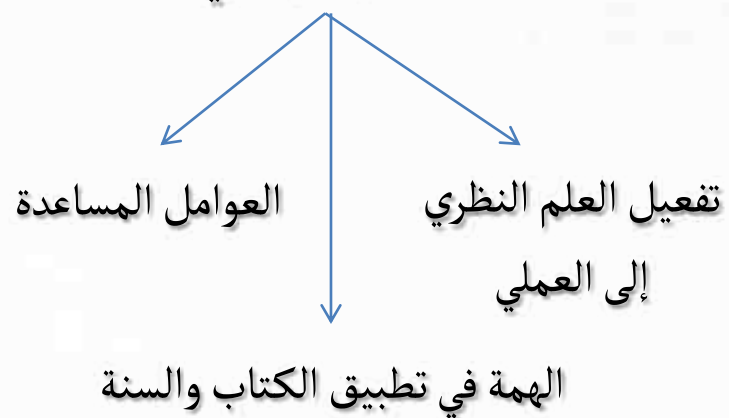 تفعيل العلم النظري
إلى العملي
العوامل المساعدة
الهمة في تطبيق الكتاب والسنة